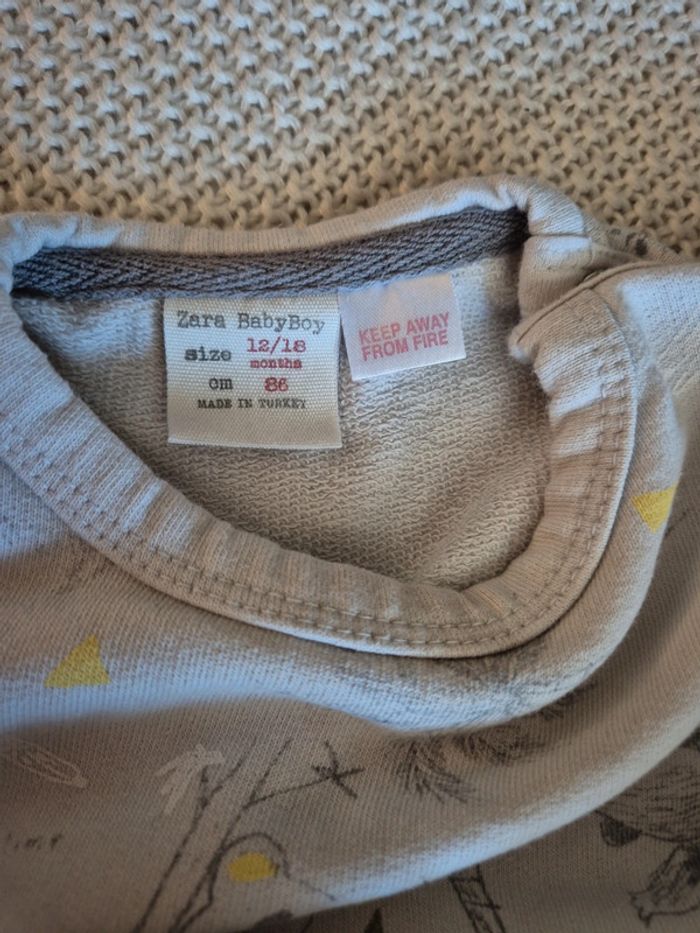 Zara BabyBoy
size 12/18
months
cm 86
MADE IN TURKEY
KEEP AWAY
FROM FIRE